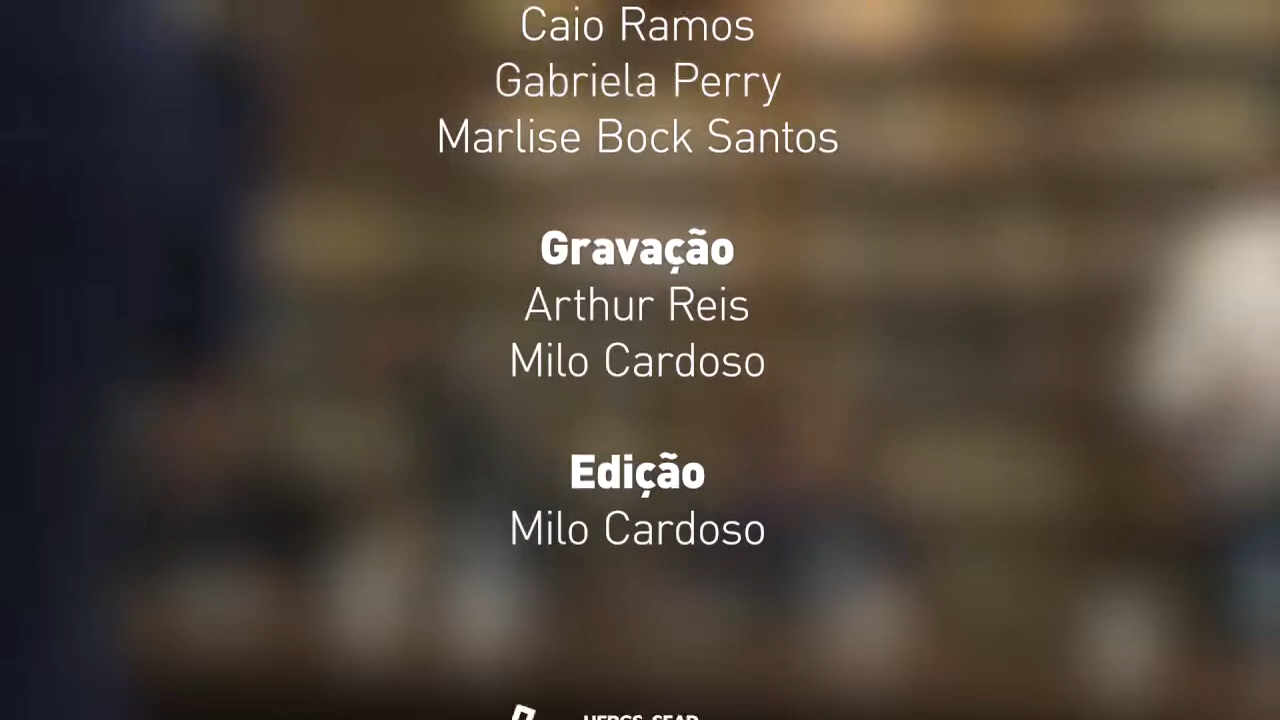 Caio Ramos
Gabriela Perry
Marlise Bock Santos
Gravação
Arthur Reis
Milo Cardoso
Edição
Milo Cardoso